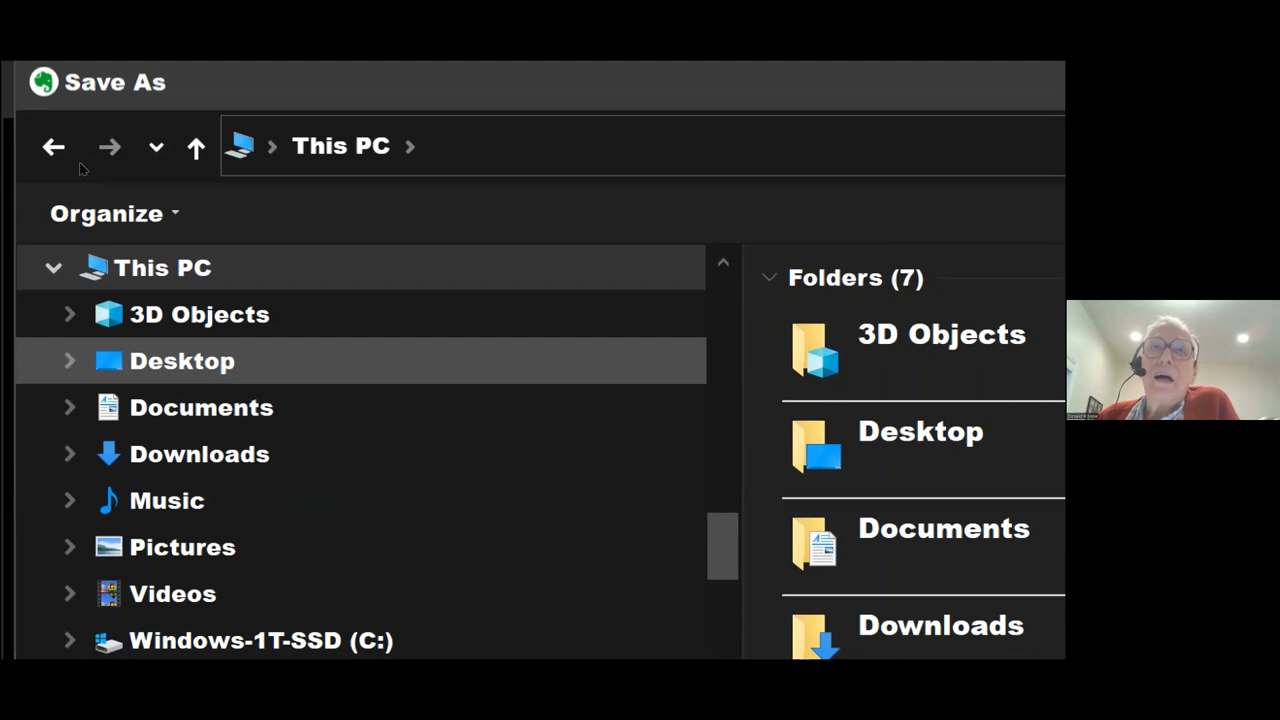 Save As
This PC
Organize
This PC
3D Objects
Desktop
Documents
Downloads
Music
Pictures
Videos
Windows-1T-SSD (C:)
Folders (7)
3D Objects
Desktop
Documents
Downloads